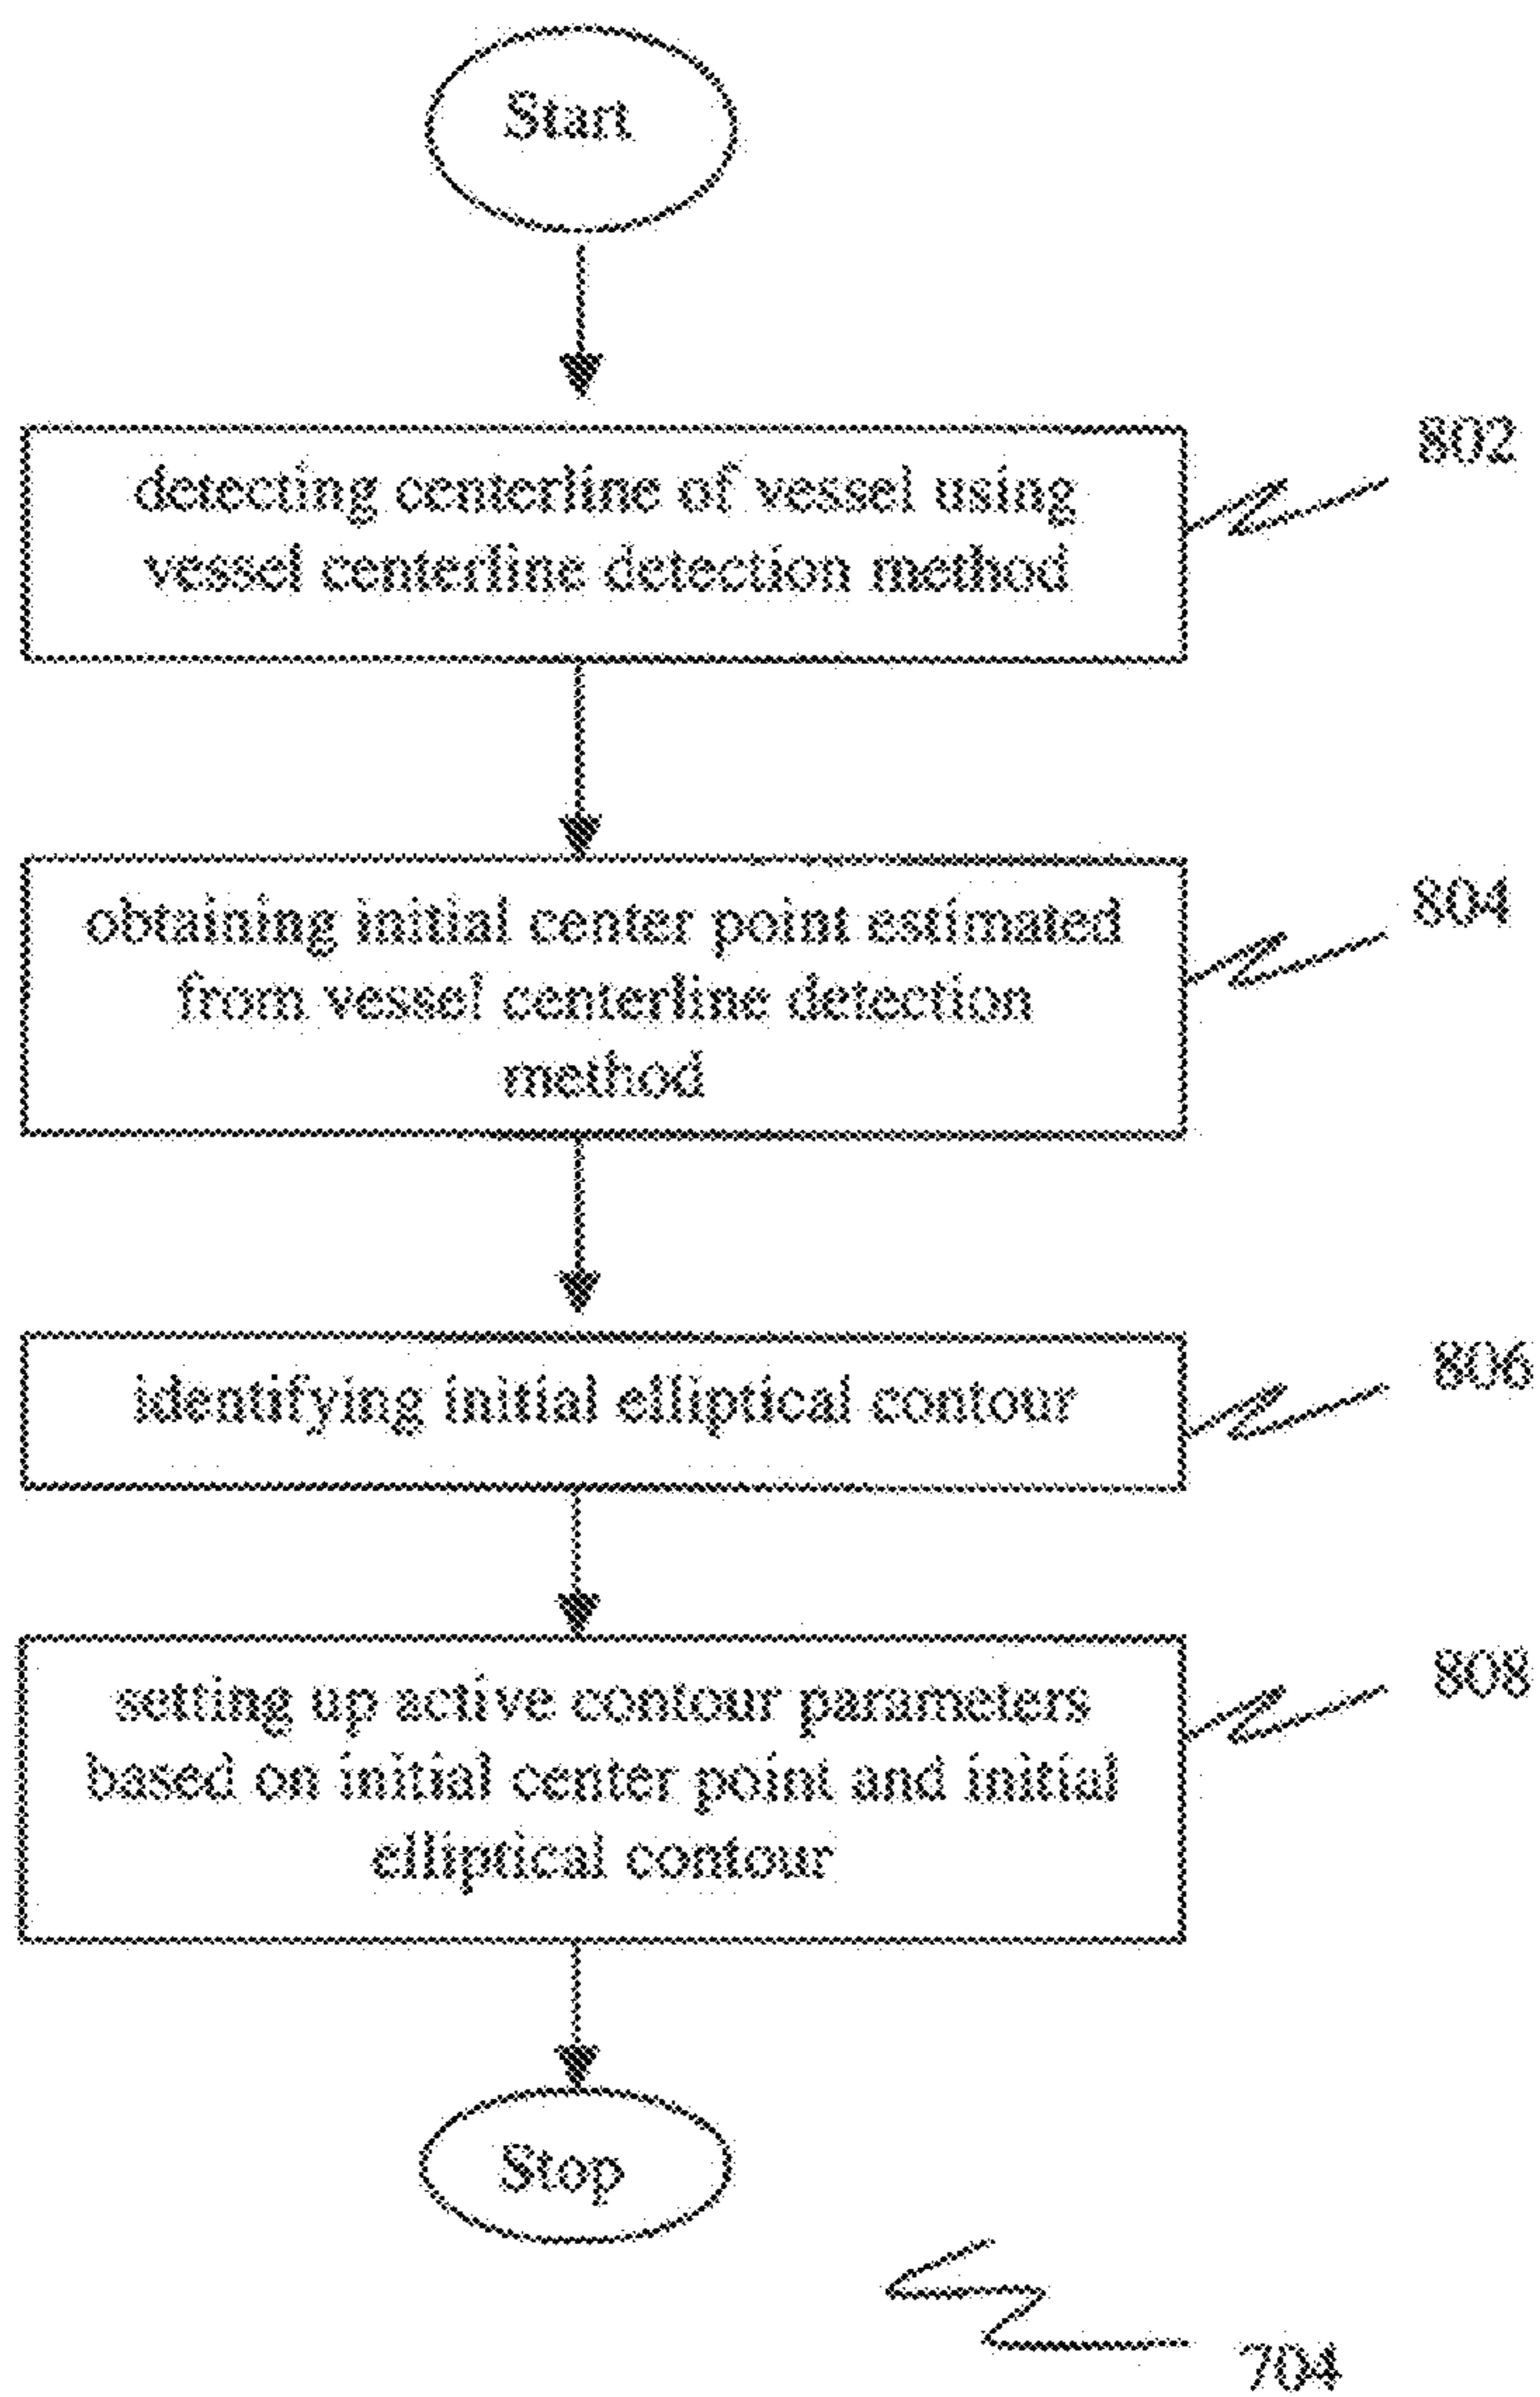 Start
802
detecting centerline of vessel using
vessel centerline detection method
804
obtaining initial center point estimated
from vessel centerline detection
method
806
identifying initial elliptical contour
808
setting up active contour parameters
based on initial center point and initial
elliptical contour
Stop
704